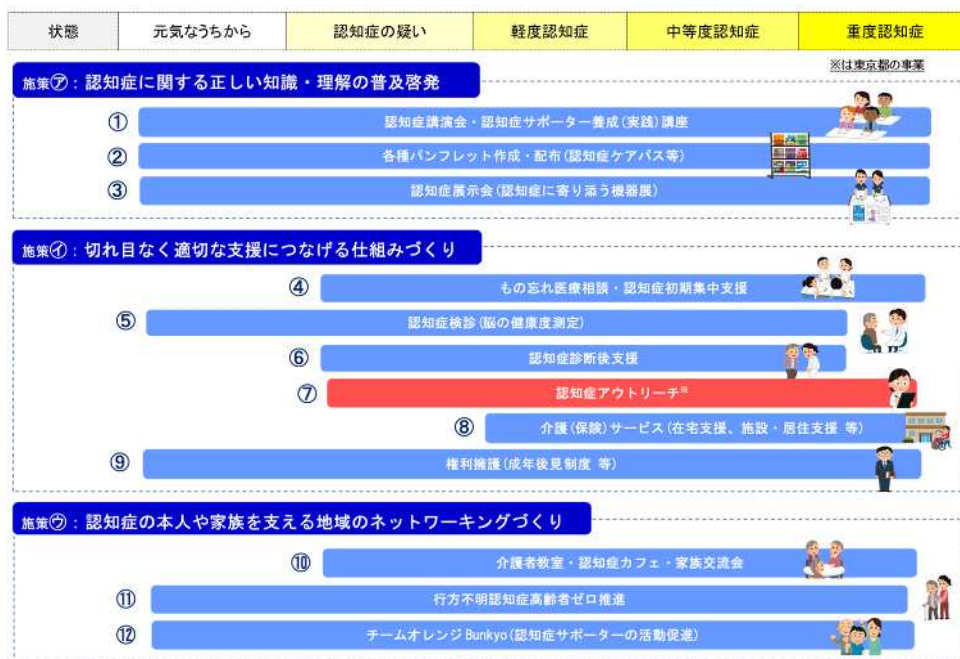 状態 元気なうちから 認知症の疑い 軽度認知症 中等度認知症 重度認知症
※は東京都の事業
施策㋐：認知症に関する正しい知識・理解の普及啓発
① 認知症講演会・認知症サポーター養成(実践)講座
② 各種パンフレット作成・配布(認知症ケアパス等)
③ 認知症展示会(認知症に寄り添う機器展)
施策㋑：切れ目なく適切な支援につなげる仕組みづくり
④ もの忘れ医療相談・認知症初期集中支援
⑤ 認知症検診(脳の健康度測定)
⑥ 認知症診断後支援
⑦ 認知症アウトリーチ※
⑧ 介護(保険)サービス(在宅支援、施設・居住支援 等)
⑨ 権利擁護(成年後見制度 等)
施策㋒：認知症の本人や家族を支える地域のネットワーキングづくり
⑩ 介護者教室・認知症カフェ・家族交流会
⑪ 行方不明認知症高齢者ゼロ推進
⑫ チームオレンジ Bunkyo(認知症サポーターの活動促進)